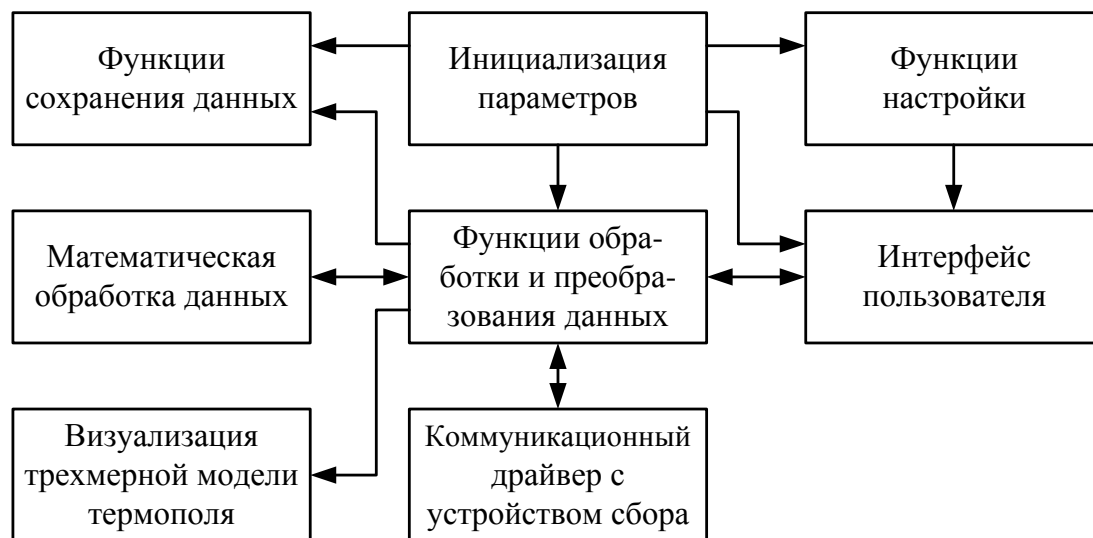 Функции
сохранения данных
Инициализация
параметров
Функции
настройки
Математическая
обработка данных
Функции обра-
ботки и преобра-
зования данных
Интерфейс
пользователя
Визуализация
трехмерной модели
термополя
Коммуникационный
драйвер с
устройством сбора